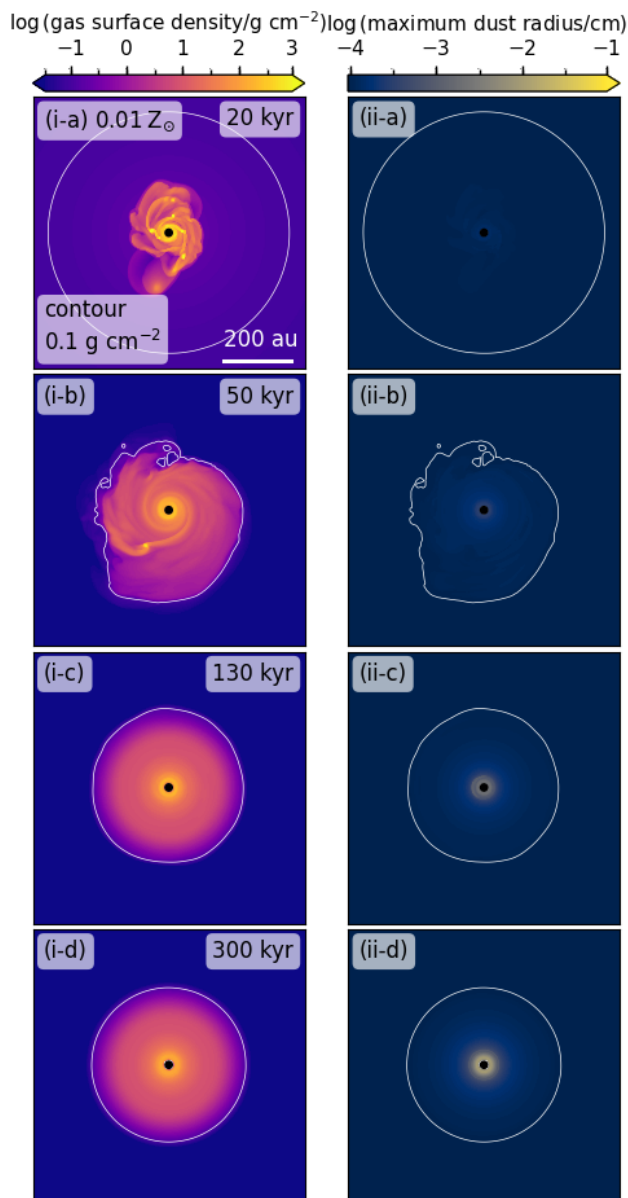 log(gas surface density/g cm⁻²) log(maximum dust radius/cm)
−1 0 1 2 3 −4 −3 −2 −1
(i-a) 0.01 Z⊙ 20 kyr (ii-a)
contour
0.1 g cm⁻² 200 au
(i-b) 50 kyr (ii-b)
(i-c) 130 kyr (ii-c)
(i-d) 300 kyr (ii-d)